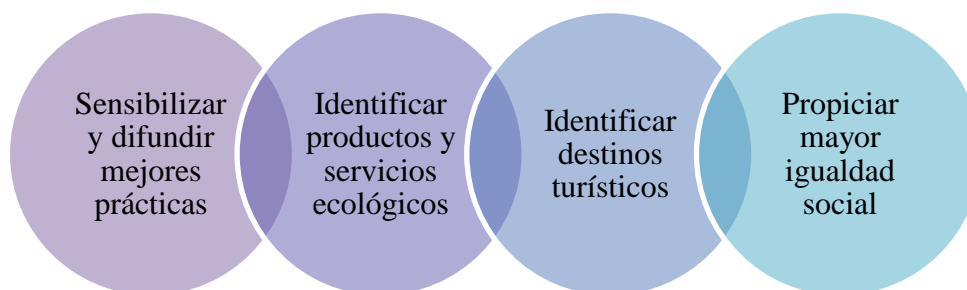 Sensibilizar
y difundir
mejores
prácticas
Identificar
productos y
servicios
ecológicos
Identificar
destinos
turísticos
Propiciar
mayor
igualdad
social